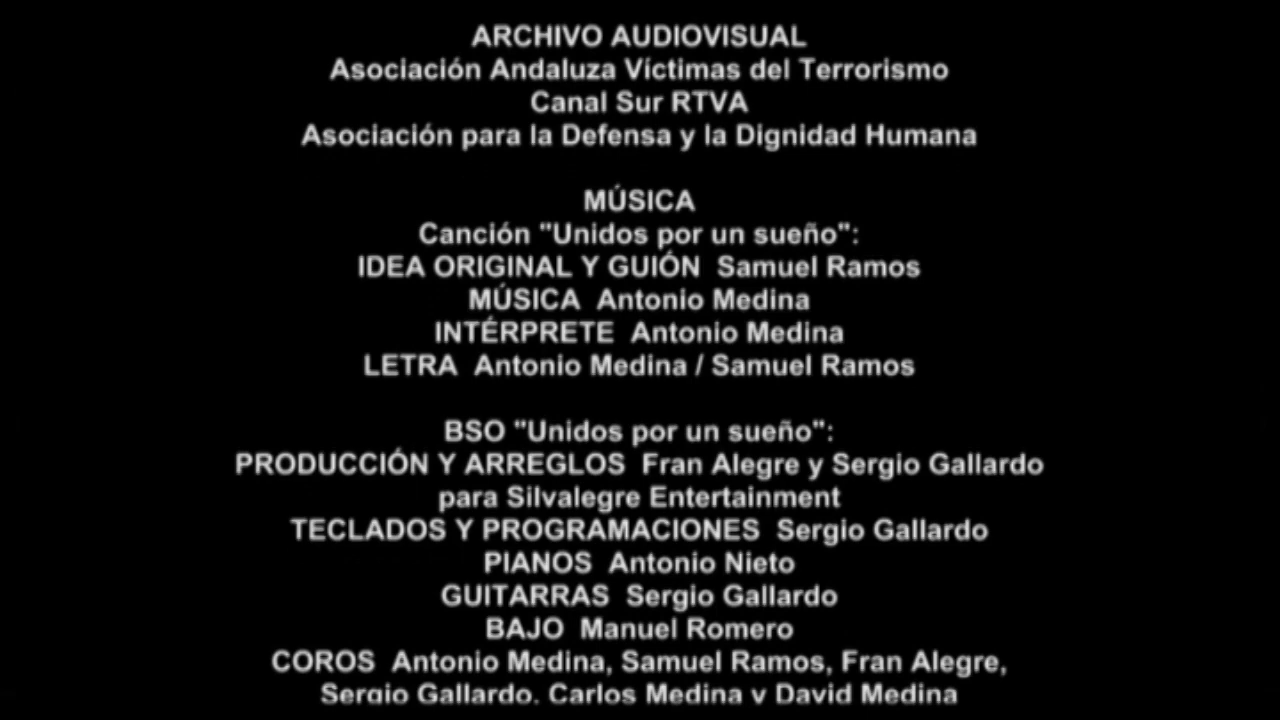 ARCHIVO AUDIOVISUAL
Asociación Andaluza Víctimas del Terrorismo
Canal Sur RTVA
Asociación para la Defensa y la Dignidad Humana
MÚSICA
Canción "Unidos por un sueño":
IDEA ORIGINAL Y GUIÓN Samuel Ramos
MÚSICA Antonio Medina
INTÉRPRETE Antonio Medina
LETRA Antonio Medina / Samuel Ramos
BSO "Unidos por un sueño":
PRODUCCIÓN Y ARREGLOS Fran Alegre y Sergio Gallardo
para Silvalegre Entertainment
TECLADOS Y PROGRAMACIONES Sergio Gallardo
PIANOS Antonio Nieto
GUITARRAS Sergio Gallardo
BAJO Manuel Romero
COROS Antonio Medina, Samuel Ramos, Fran Alegre,
Sergio Gallardo, Carlos Medina y David Medina